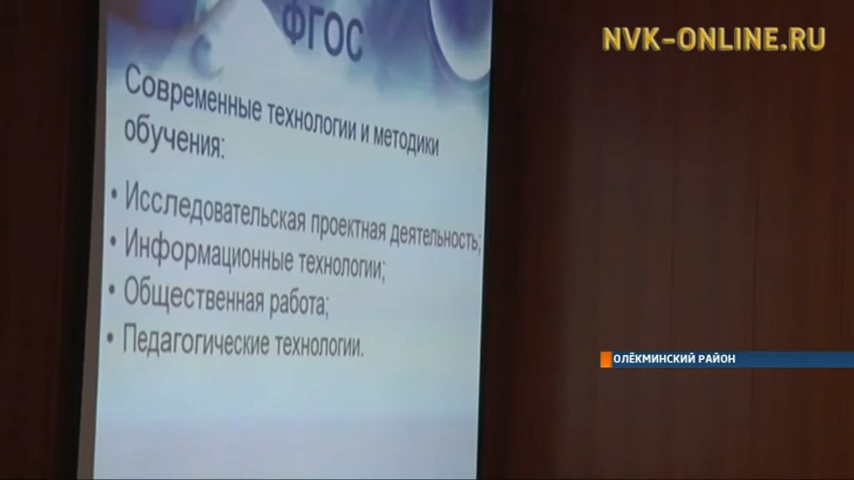 NVK-ONLINE.RU
ФГОС
Современные технологии и методики
обучения:
• Исследовательская проектная деятельность;
• Информационные технологии;
• Общественная работа;
• Педагогические технологии.
ОЛЁКМИНСКИЙ РАЙОН